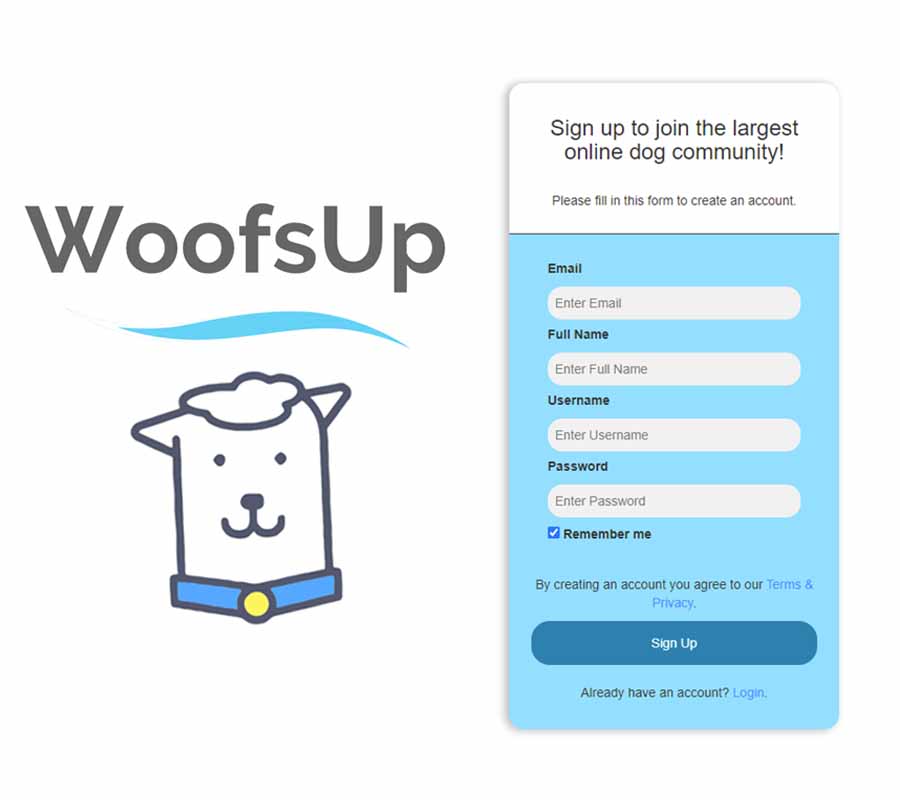 WoofsUp
Sign up to join the largest
online dog community!
Please fill in this form to create an account.
Email
Enter Email
Full Name
Enter Full Name
Username
Enter Username
Password
Enter Password
Remember me
By creating an account you agree to our Terms &
Privacy.
Sign Up
Already have an account? Login.